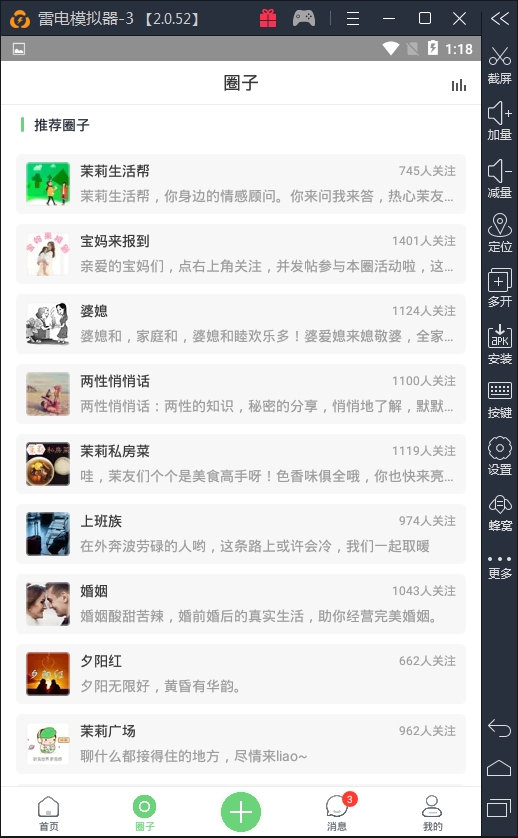 雷电模拟器-3 【2.0.52】
1:18
圈子
推荐圈子
茉莉生活帮
745人关注
茉莉生活帮，你身边的情感顾问。你来问我来答，热心茉友...
宝妈来报到
1401人关注
亲爱的宝妈们，点右上角关注，并发帖参与本圈活动啦，这...
婆媳
1124人关注
婆媳和，家庭和，婆媳和睦欢乐多！婆爱媳来媳敬婆，全家...
两性悄悄话
1100人关注
两性悄悄话：两性的知识，秘密的分享，悄悄地了解，默默...
茉莉私房菜
1119人关注
哇，茉友们个个是美食高手呀！色香味俱全哦，你也快来亮...
上班族
974人关注
在外奔波劳碌的人哟，这条路上或许会冷，我们一起取暖
婚姻
1043人关注
婚姻酸甜苦辣，婚前婚后的真实生活，助你经营完美婚姻。
夕阳红
夕阳红
662人关注
夕阳无限好，黄昏有华韵。
茉莉广场
962人关注
聊什么都接得住的地方，尽情来liao~
首页
圈子
3
消息
我的
截屏
加量
减量
定位
多开
APK
安装
按键
设置
蜂窝
更多